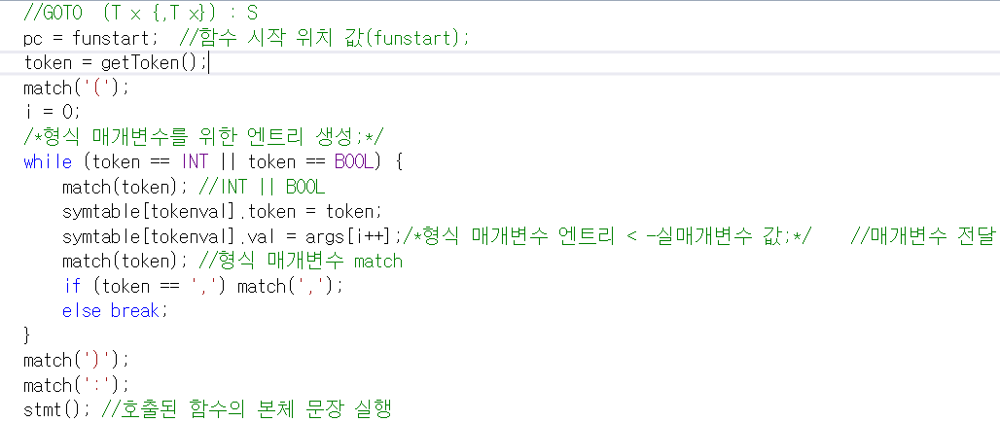 //GOTO  (T x {,T x}) : S
pc = funstart;  //함수 시작 위치 값(funstart);
token = getToken();
match('(');
i = 0;
/*형식 매개변수를 위한 엔트리 생성;*/
while (token == INT || token == BOOL) {
    match(token); //INT || BOOL
    symtable[tokenval].token = token;
    symtable[tokenval].val = args[i++];/*형식 매개변수 엔트리 < -실매개변수 값;*/    //매개변수 전달
    match(token); //형식 매개변수 match
    if (token == ',') match(',');
    else break;
}
match(')');
match(':');
stmt(); //호출된 함수의 본체 문장 실행